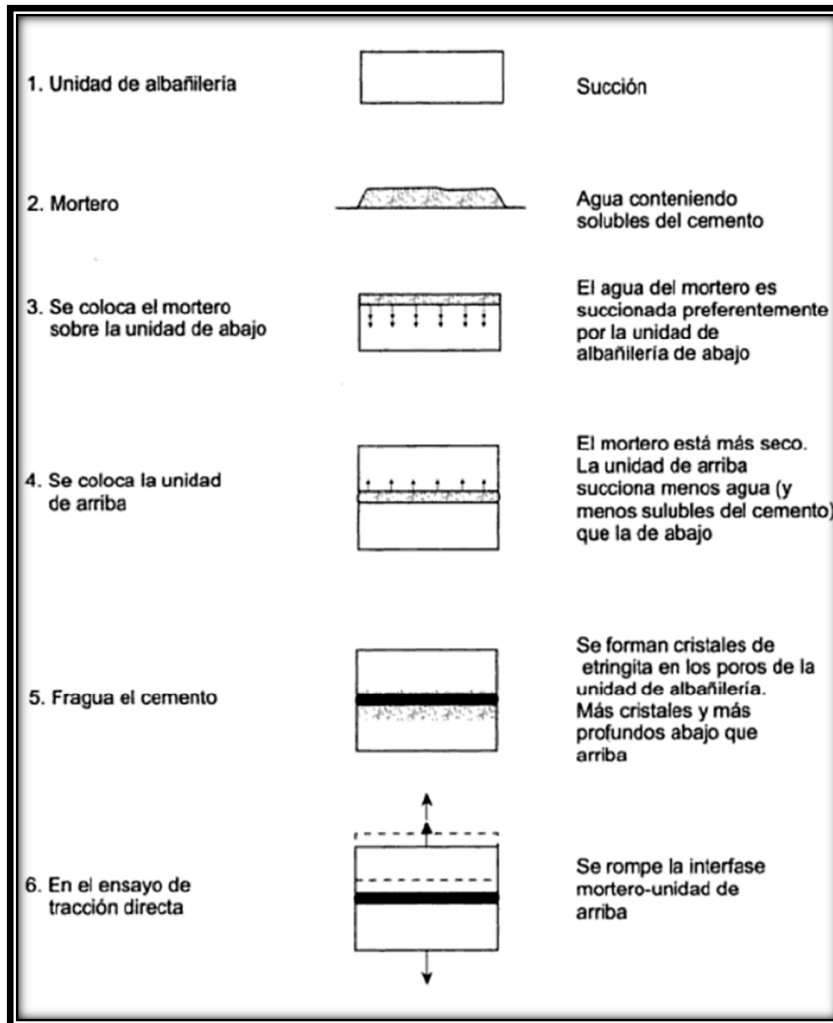 1. Unidad de albañileria
Succión
2. Mortero
Agua conteniendo
solubles del cemento
3. Se coloca el mortero
sobre la unidad de abajo
El agua del mortero es
succionada preferentemente
por la unidad de
albañilería de abajo
4. Se coloca la unidad
de arriba
El mortero está más seco.
La unidad de arriba
succiona menos agua (y
menos sulubles del cemento)
que la de abajo
5. Fragua el cemento
Se forman cristales de
etringita en los poros de la
unidad de albañilería.
Más cristales y más
profundos abajo que
arriba
6. En el ensayo de
tracción directa
Se rompe la interfase
mortero-unidad de
arriba